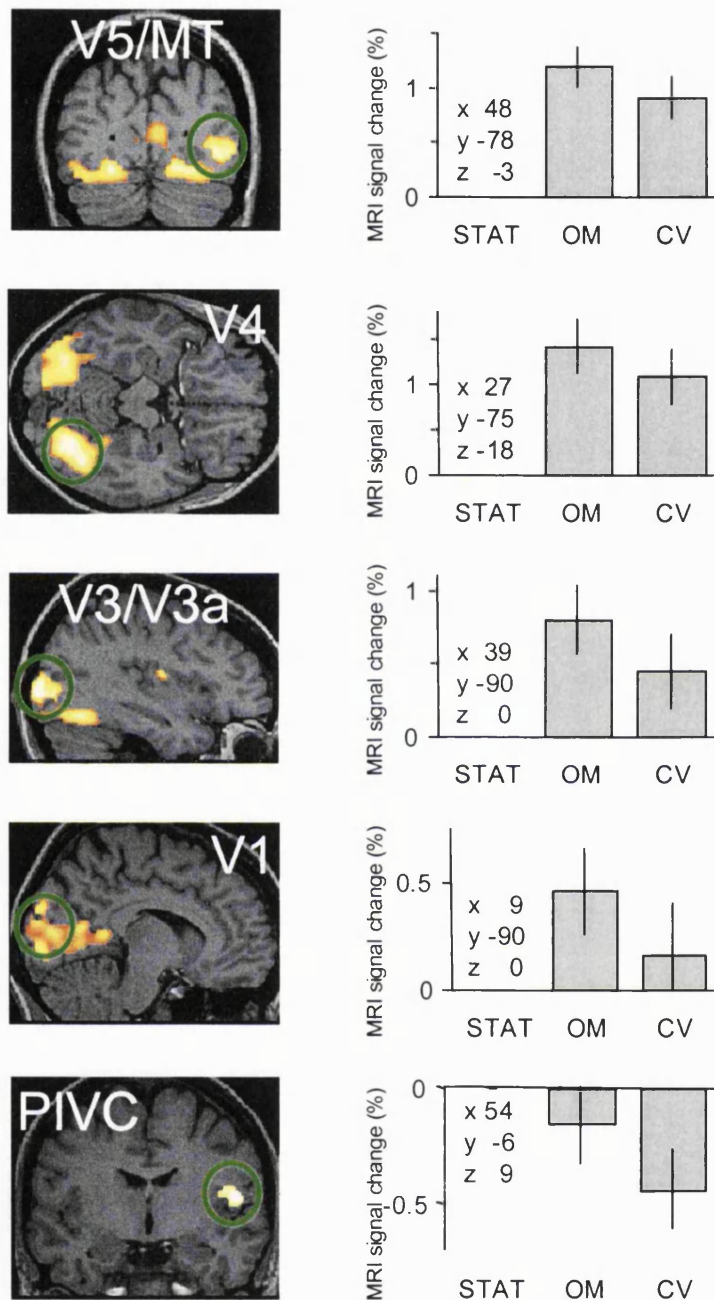 V5/MT
MRI signal change (%)
1
0
x 48
y -78
z -3
STAT OM CV
V4
MRI signal change (%)
1
0
x 27
y -75
z -18
STAT OM CV
V3/V3a
MRI signal change (%)
1
0
x 39
y -90
z 0
STAT OM CV
V1
MRI signal change (%)
0.5
0
x 9
y -90
z 0
STAT OM CV
PIVC
MRI signal change (%)
0
-0.5
x 54
y -6
z 9
STAT OM CV